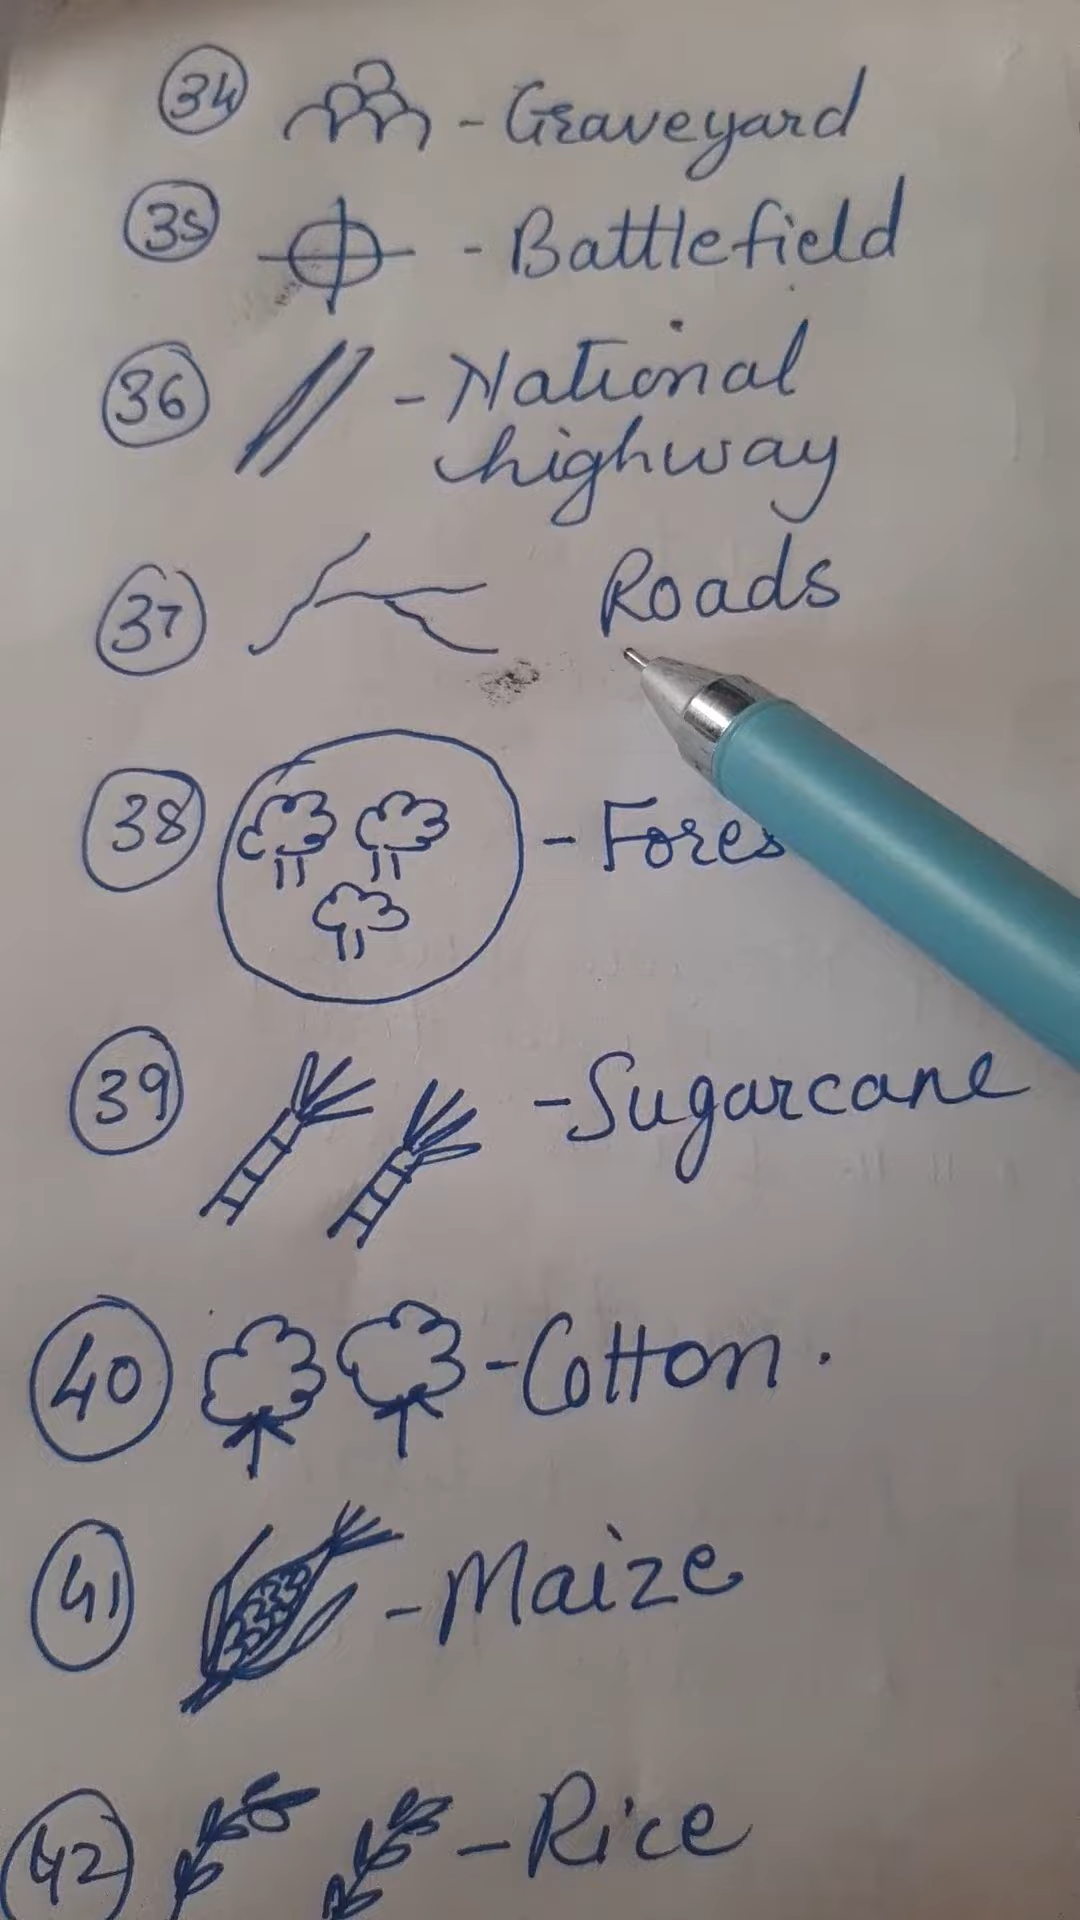 34 - Graveyard
35 - Battlefield
36 - National
highway
37 Roads
38 - Fores
39 - Sugarcane
40 - Cotton.
41 - Maize
42 - Rice